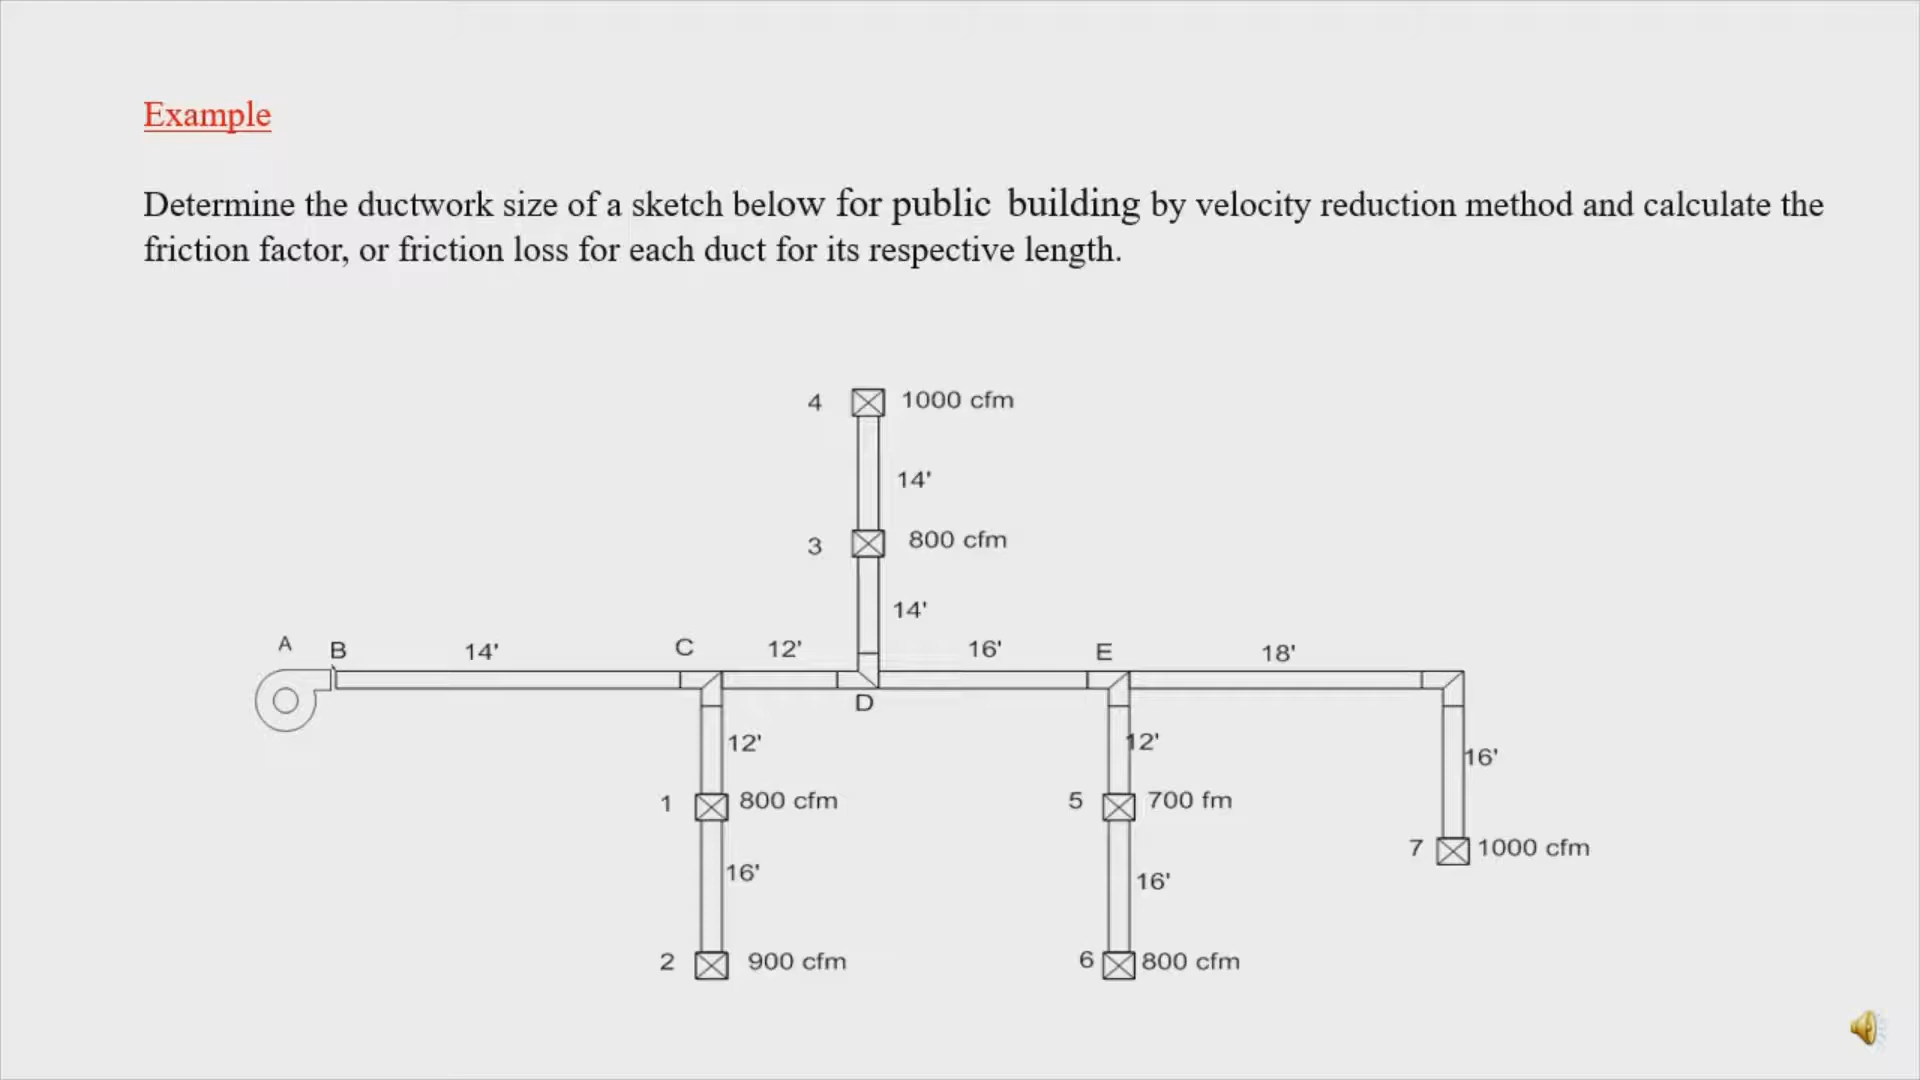 Example
Determine the ductwork size of a sketch below for public building by velocity reduction method and calculate the
friction factor, or friction loss for each duct for its respective length.
4 1000 cfm
14'
3 800 cfm
14'
A B 14' C 12' 16' E 18'
D
12' 12' 16'
1 800 cfm 5 700 fm
7 1000 cfm
16' 16'
2 900 cfm 6 800 cfm